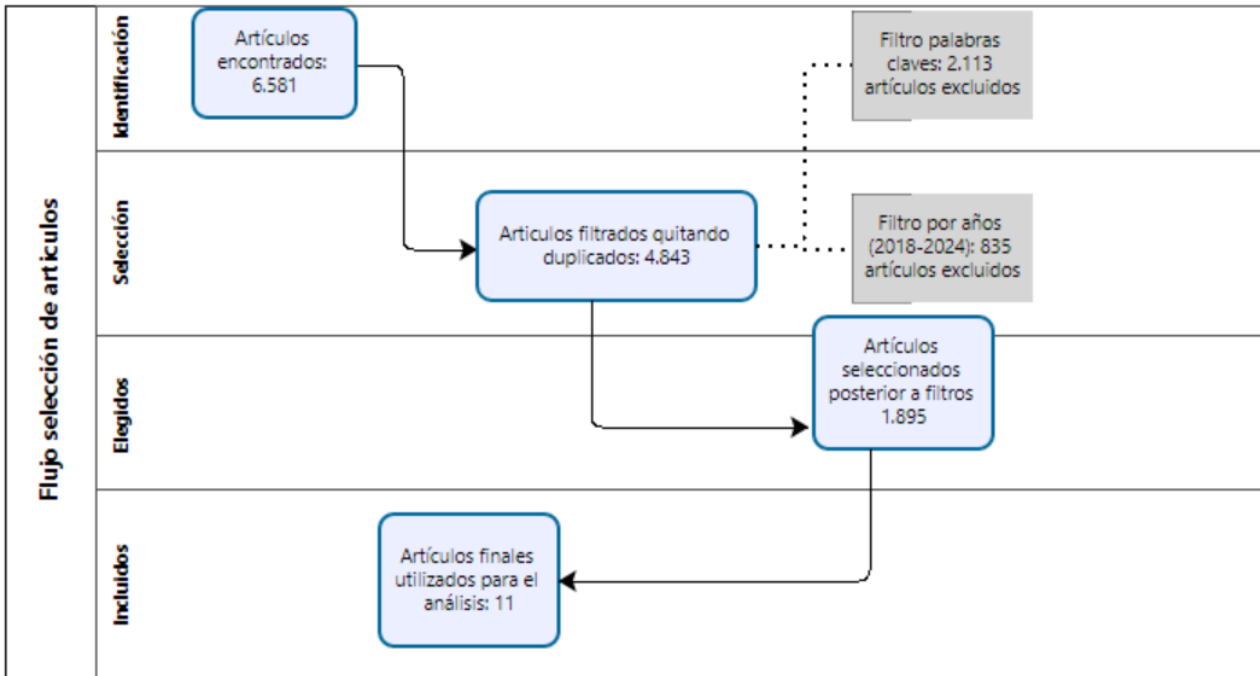 Flujo selección de articulos
Identificación
Artículos
encontrados:
6.581
Filtro palabras
claves: 2.113
artículos excluidos
Selección
Articulos filtrados quitando
duplicados: 4.843
Filtro por años
(2018-2024): 835
artículos excluidos
Elegidos
Artículos
seleccionados
posterior a filtros
1.895
Incluidos
Artículos finales
utilizados para el
análisis: 11